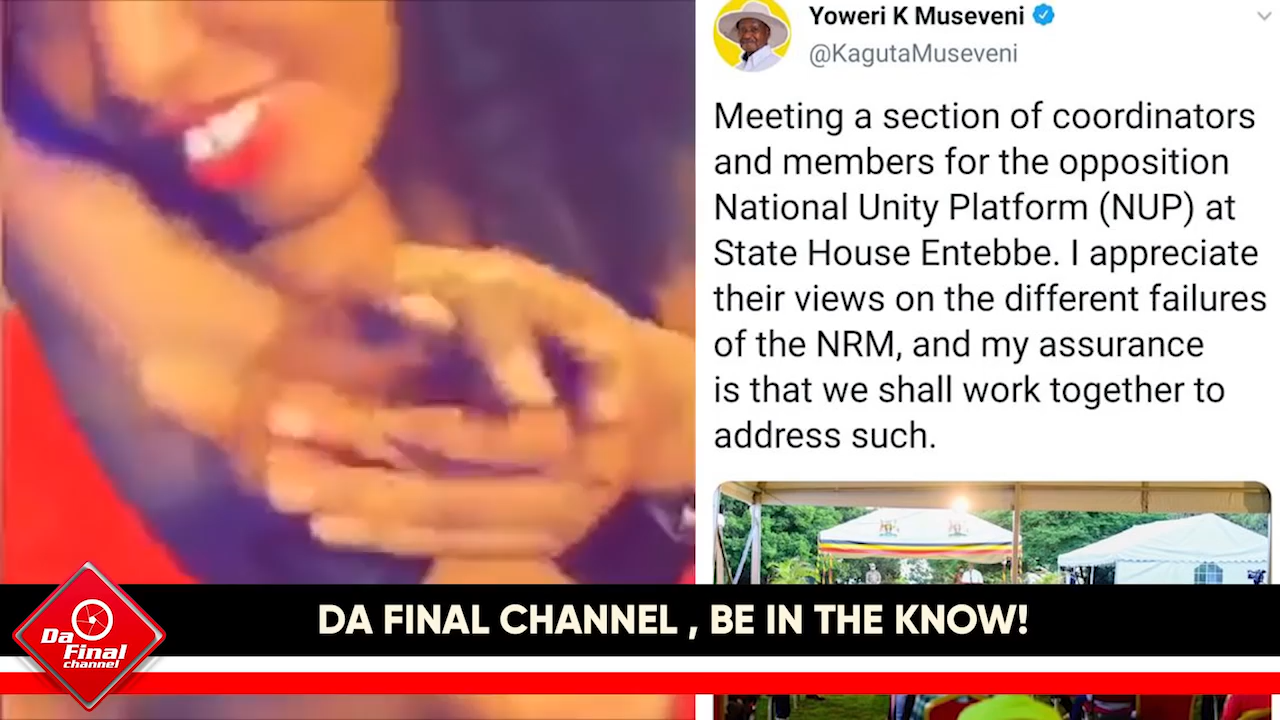 Yoweri K Museveni
@KagutaMuseveni
Meeting a section of coordinators
and members for the opposition
National Unity Platform (NUP) at
State House Entebbe. I appreciate
their views on the different failures
of the NRM, and my assurance
is that we shall work together to
address such.
DA FINAL CHANNEL , BE IN THE KNOW!
Da
Final
channel